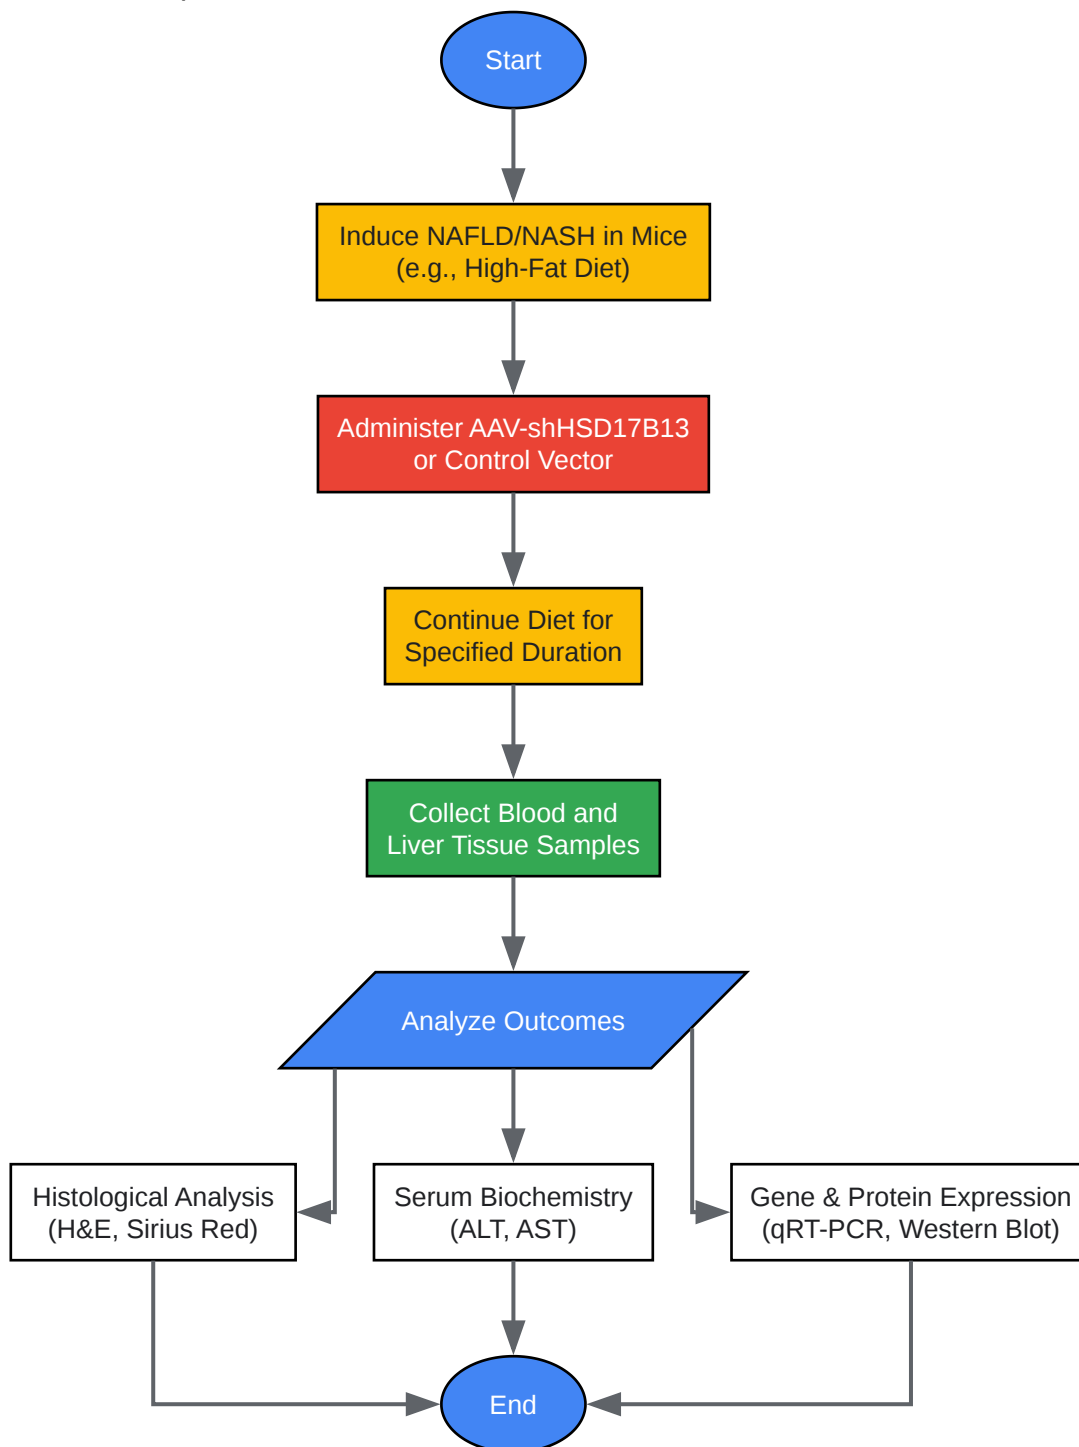 Start
Induce NAFLD/NASH in Mice
(e.g., High-Fat Diet)
Administer AAV-shHSD17B13
or Control Vector
Continue Diet for
Specified Duration
Collect Blood and
Liver Tissue Samples
Analyze Outcomes
Histological Analysis
(H&E, Sirius Red)
Serum Biochemistry
(ALT, AST)
Gene & Protein Expression
(qRT-PCR, Western Blot)
End